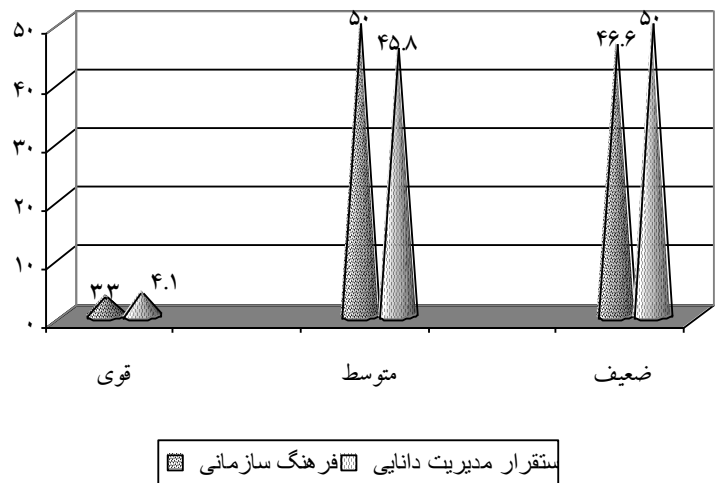 ۵۰
۴۰
۳۰
۲۰
۱۰
۰
۳.۳
۴.۱
۵۰
۴۵.۸
۴۶.۶
۵۰
قوی
متوسط
ضعیف
فرهنگ سازمانی
ستقرار مدیریت دانایی